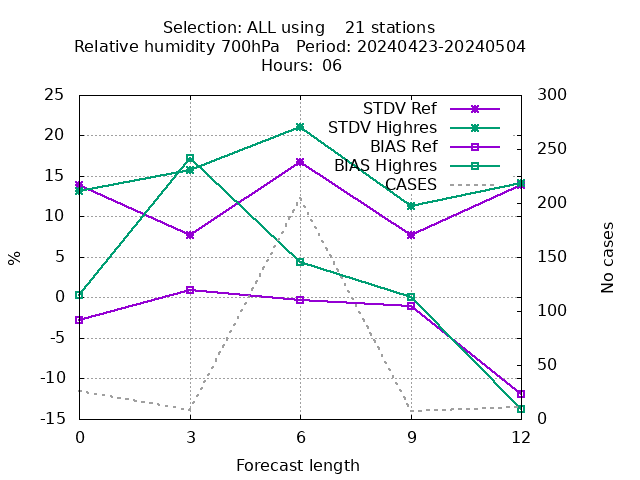 Selection: ALL using    21 stations
Relative humidity 700hPa   Period: 20240423-20240504
Hours: 06
25
20
15
10
5
0
-5
-10
-15
%
300
250
200
150
100
50
0
No cases
STDV Ref
STDV Highres
BIAS Ref
BIAS Highres
CASES
0 3 6 9 12
Forecast length